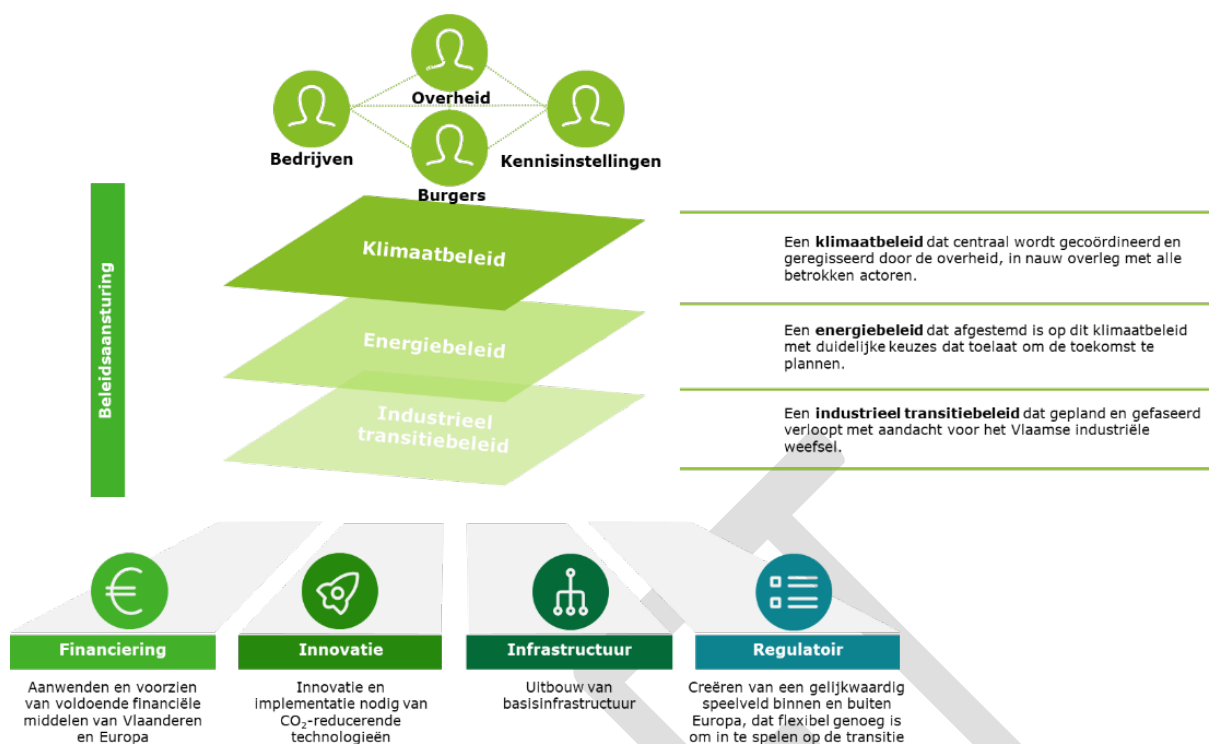 Overheid
Bedrijven
Kennisinstellingen
Burgers
Beleidsaansturing
Klimaatbeleid
Een klimaatbeleid dat centraal wordt gecoördineerd en
geregisseerd door de overheid, in nauw overleg met alle
betrokken actoren.
Energiebeleid
Een energiebeleid dat afgestemd is op dit klimaatbeleid
met duidelijke keuzes dat toelaat om de toekomst te
plannen.
Industrieel
transitiebeleid
Een industrieel transitiebeleid dat gepland en gefaseerd
verloopt met aandacht voor het Vlaamse industriële
weefsel.
Financiering
Aanwenden en voorzien
van voldoende financiële
middelen van Vlaanderen
en Europa
Innovatie
Innovatie en
implementatie nodig van
CO₂-reducerende
technologieën
Infrastructuur
Uitbouw van
basisinfrastructuur
Regulatoir
Creëren van een gelijkwaardig
speelveld binnen en buiten
Europa, dat flexibel genoeg is
om in te spelen op de transitie